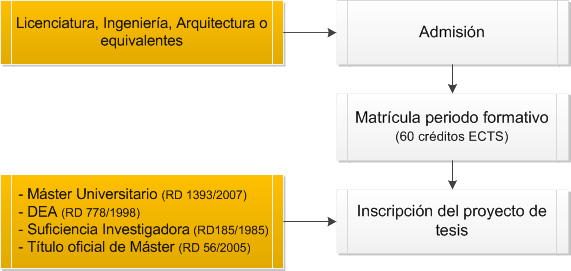 Licenciatura, Ingeniería, Arquitectura o
equivalentes
Admisión
Matrícula periodo formativo
(60 créditos ECTS)
- Máster Universitario (RD 1393/2007)
- DEA (RD 778/1998)
- Suficiencia Investigadora (RD185/1985)
- Título oficial de Máster (RD 56/2005)
Inscripción del proyecto de
tesis